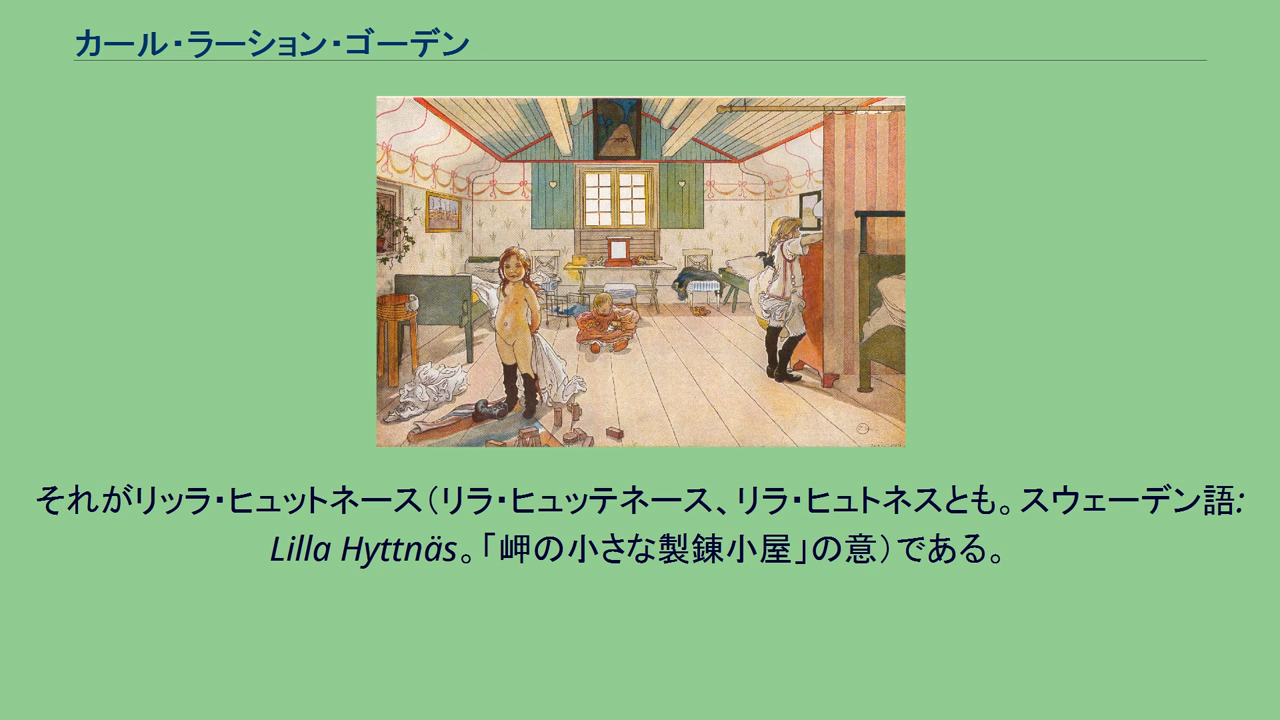 カール・ラーション・ゴーデン
それがリッラ・ヒュットネース（リラ・ヒュッテネース、リラ・ヒュトネスとも。スウェーデン語:
Lilla Hyttnäs。「岬の小さな製錬小屋」の意）である。